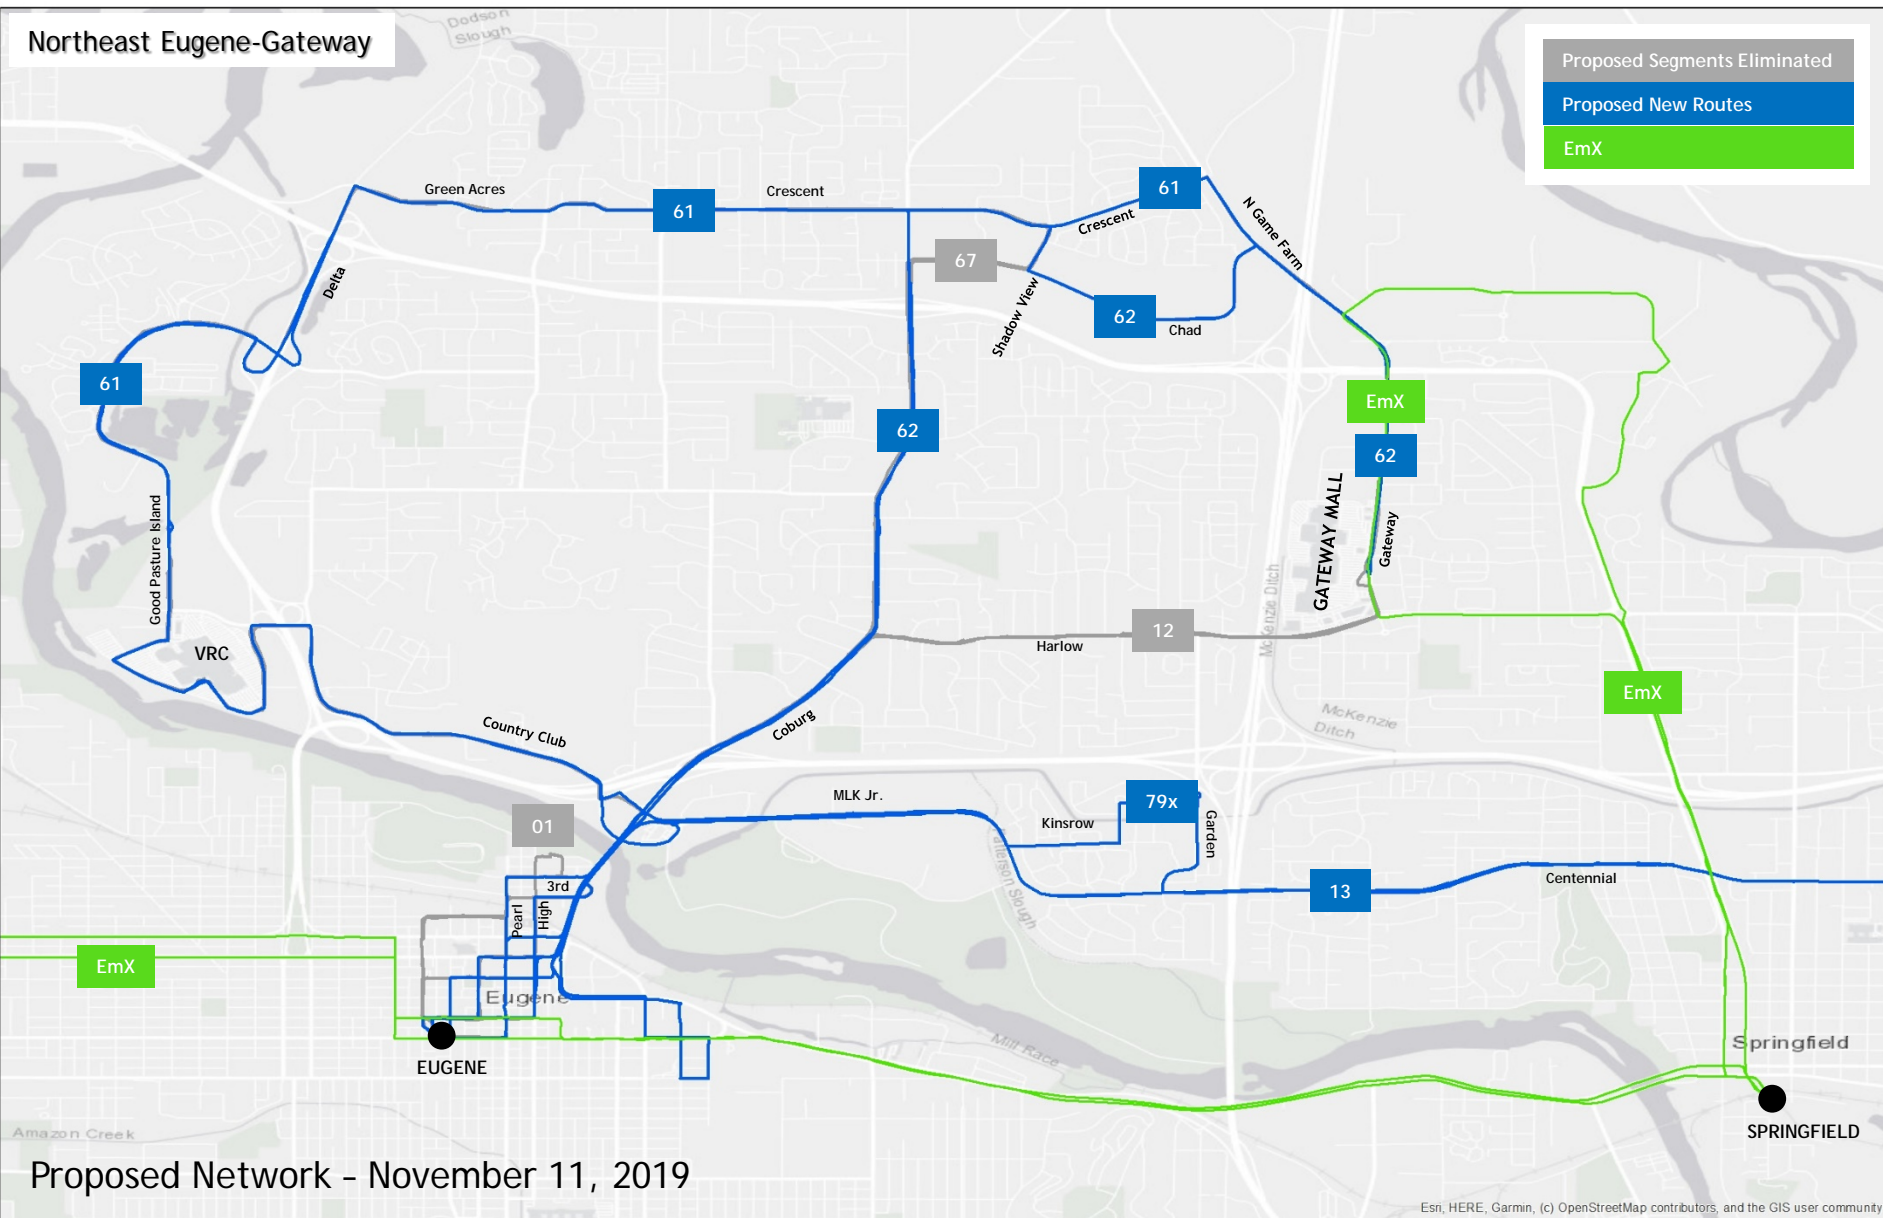 Northeast Eugene-Gateway
Dodson
Slough
Proposed Segments Eliminated
Proposed New Routes
EmX
Green Acres
61
Crescent
61
Crescent
N Game Farm
67
Delta
Shadow View
62
Chad
61
EmX
62
62
Good Pasture Island
GATEWAY MALL
Gateway
McKenzie Ditch
12
Harlow
VRC
EmX
McKenzie
Ditch
Country Club
Coburg
MLK Jr.
79x
Kinsrow
Garden
01
Patterson Slough
3rd
Pearl
High
13
Centennial
EmX
Eugene
EUGENE
Mill Race
Springfield
SPRINGFIELD
Amazon Creek
Proposed Network – November 11, 2019
Esri, HERE, Garmin, (c) OpenStreetMap contributors, and the GIS user community